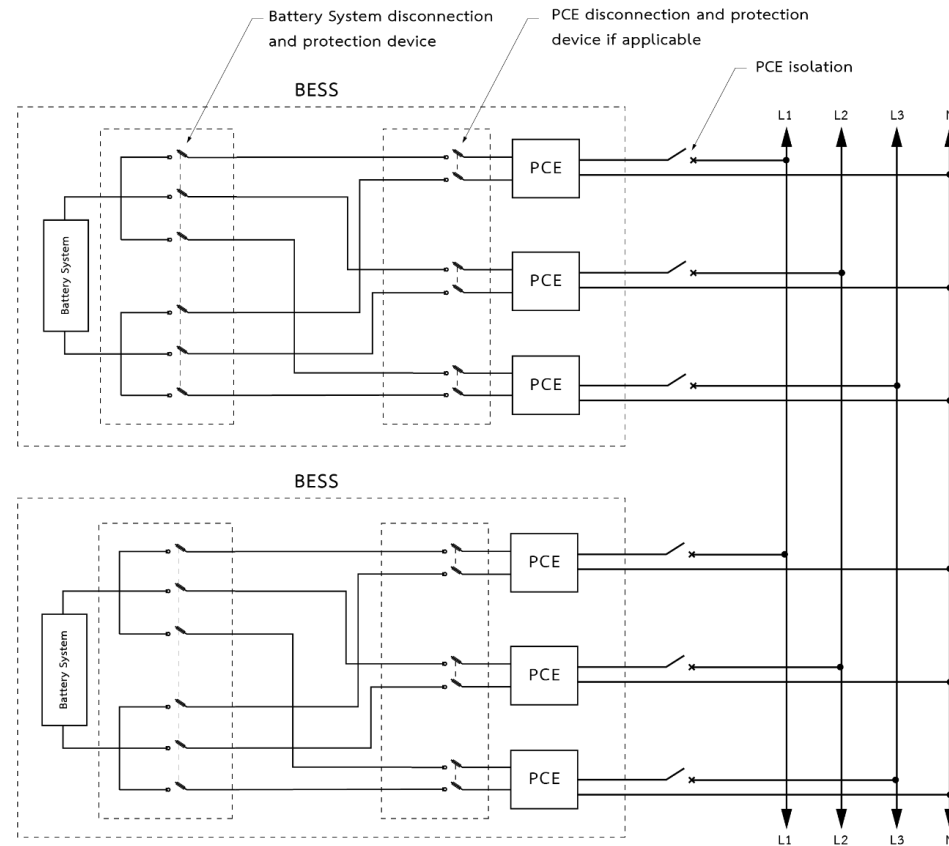 Battery System disconnection
and protection device
PCE disconnection and protection
device if applicable
PCE isolation
BESS
L1
L2
L3
N
PCE
Battery System
PCE
PCE
BESS
PCE
Battery System
PCE
PCE
L1
L2
L3
N